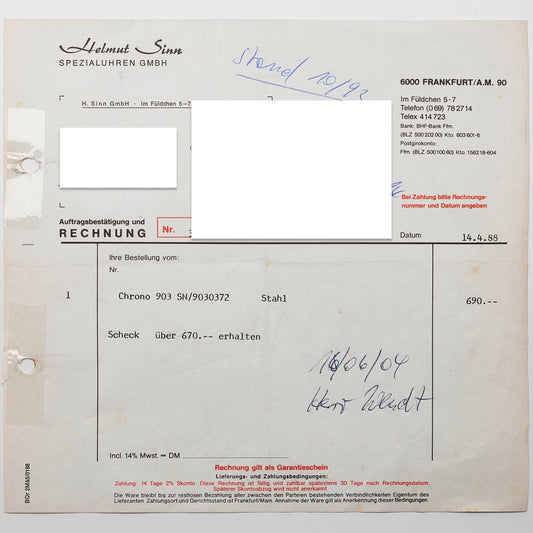 Helmut Sinn
SPEZIALUHREN GMBH
Stand 10/92
6000 FRANKFURT/A.M. 90
Im Füldchen 5-7
Telefon (069) 782714
Telex 414723
Bank: BHF-Bank Ffm.
(BLZ 500 202 00) Kto. 603 601-6
Postgirokonto:
Ffm. (BLZ 500 100 80) Kto. 156218-604
H. Sinn GmbH · Im Füldchen 5-7
Bei Zahlung bitte Rechnungs-
nummer und Datum angeben
Auftragsbestätigung und
RECHNUNG Nr.
Datum 14.4.88
Ihre Bestellung vom:
Nr.
1 Chrono 903 SN/9030372 Stahl 690.--
Scheck über 670.-- erhalten
16/06/04
Herr Wendt
Incl. 14% Mwst. = DM
Rechnung gilt als Garantieschein
Lieferungs- und Zahlungsbedingungen:
Zahlung: 14 Tage 2% Skonto. Diese Rechnung ist fällig und zahlbar spätestens 30 Tage nach Rechnungsdatum.
Späterer Skontoabzug wird nicht anerkannt.
Die Ware bleibt bis zur restlosen Bezahlung aller zwischen den Parteien bestehenden Verbindlichkeiten Eigentum des
Lieferanten. Zahlungsort und Gerichtsstand ist Frankfurt/Main. Annahme der Ware gilt als Anerkennung dieser Bedingungen.